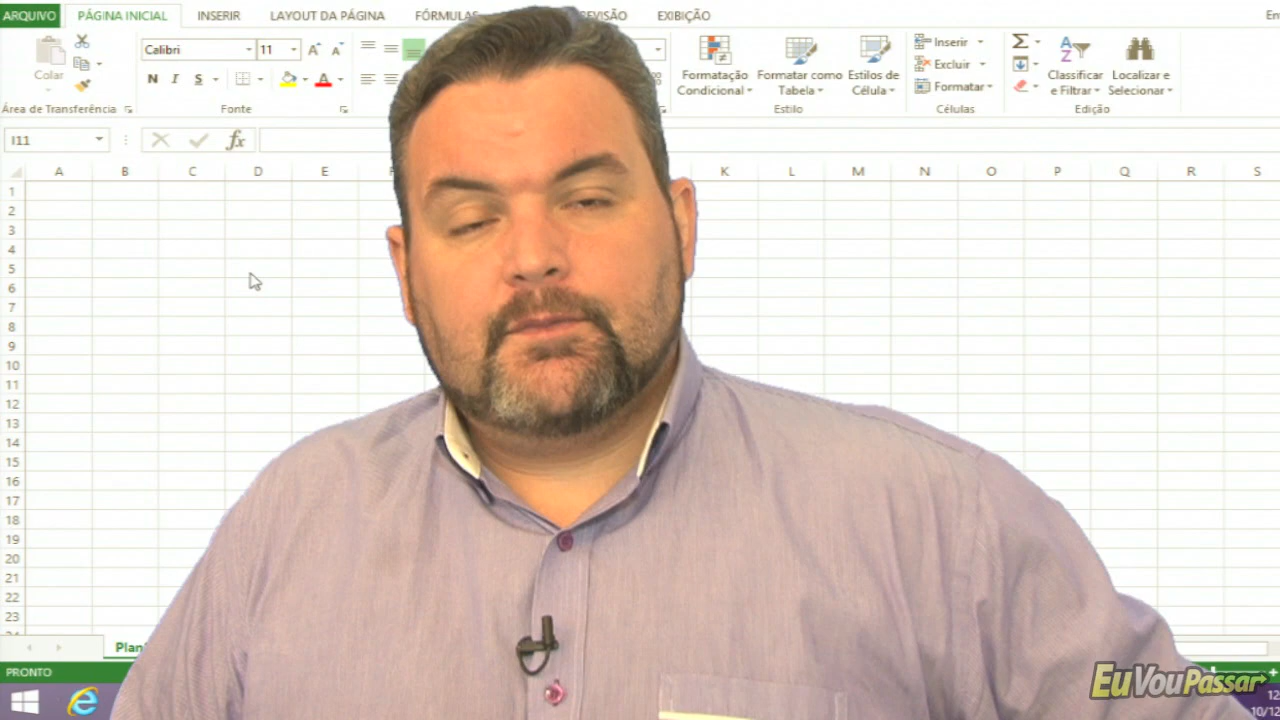 ARQUIVO PÁGINA INICIAL INSERIR LAYOUT DA PÁGINA FÓRMULAS EXIBIÇÃO
Calibri 11
Inserir
Excluir
Formatar
Colar
N I S
Formatação Condicional
Formatar como Tabela
Estilos de Célula
Classificar e Filtrar
Localizar e Selecionar
Área de Transferência Fonte Estilo Células Edição
I11 fx
A B C D E K L M N O P Q R S
1
2
3
4
5
6
7
8
9
10
11
12
13
14
15
16
17
18
19
20
21
22
23
PRONTO
EuVouPassar